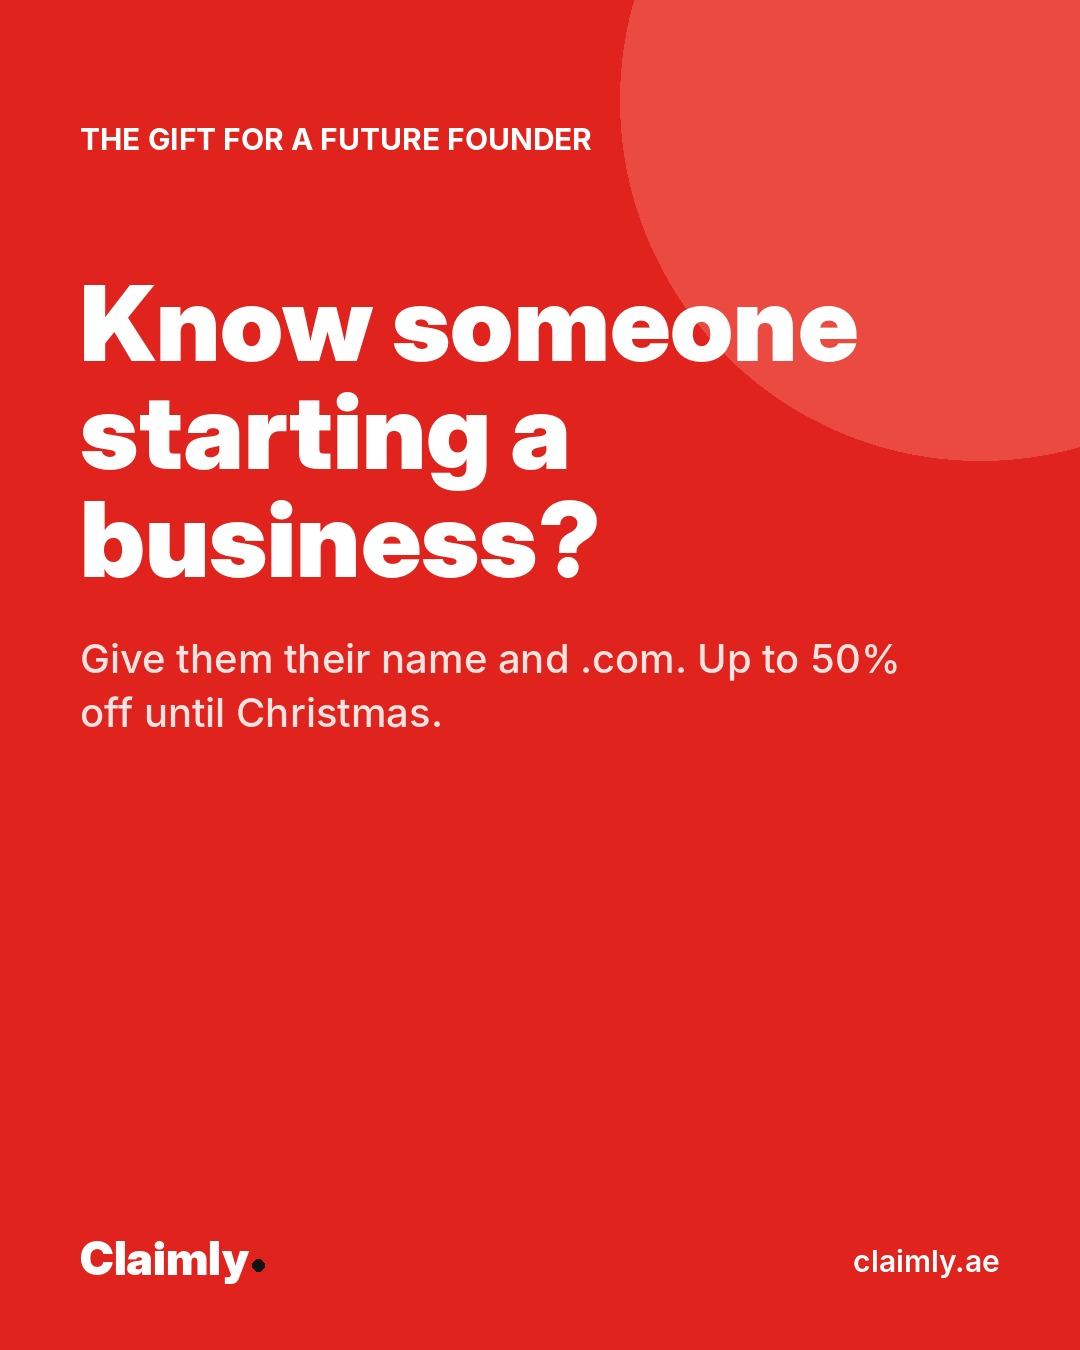 THE GIFT FOR A FUTURE FOUNDER
Know someone
starting a
business?
Give them their name and .com. Up to 50%
off until Christmas.
Claimly.
claimly.ae